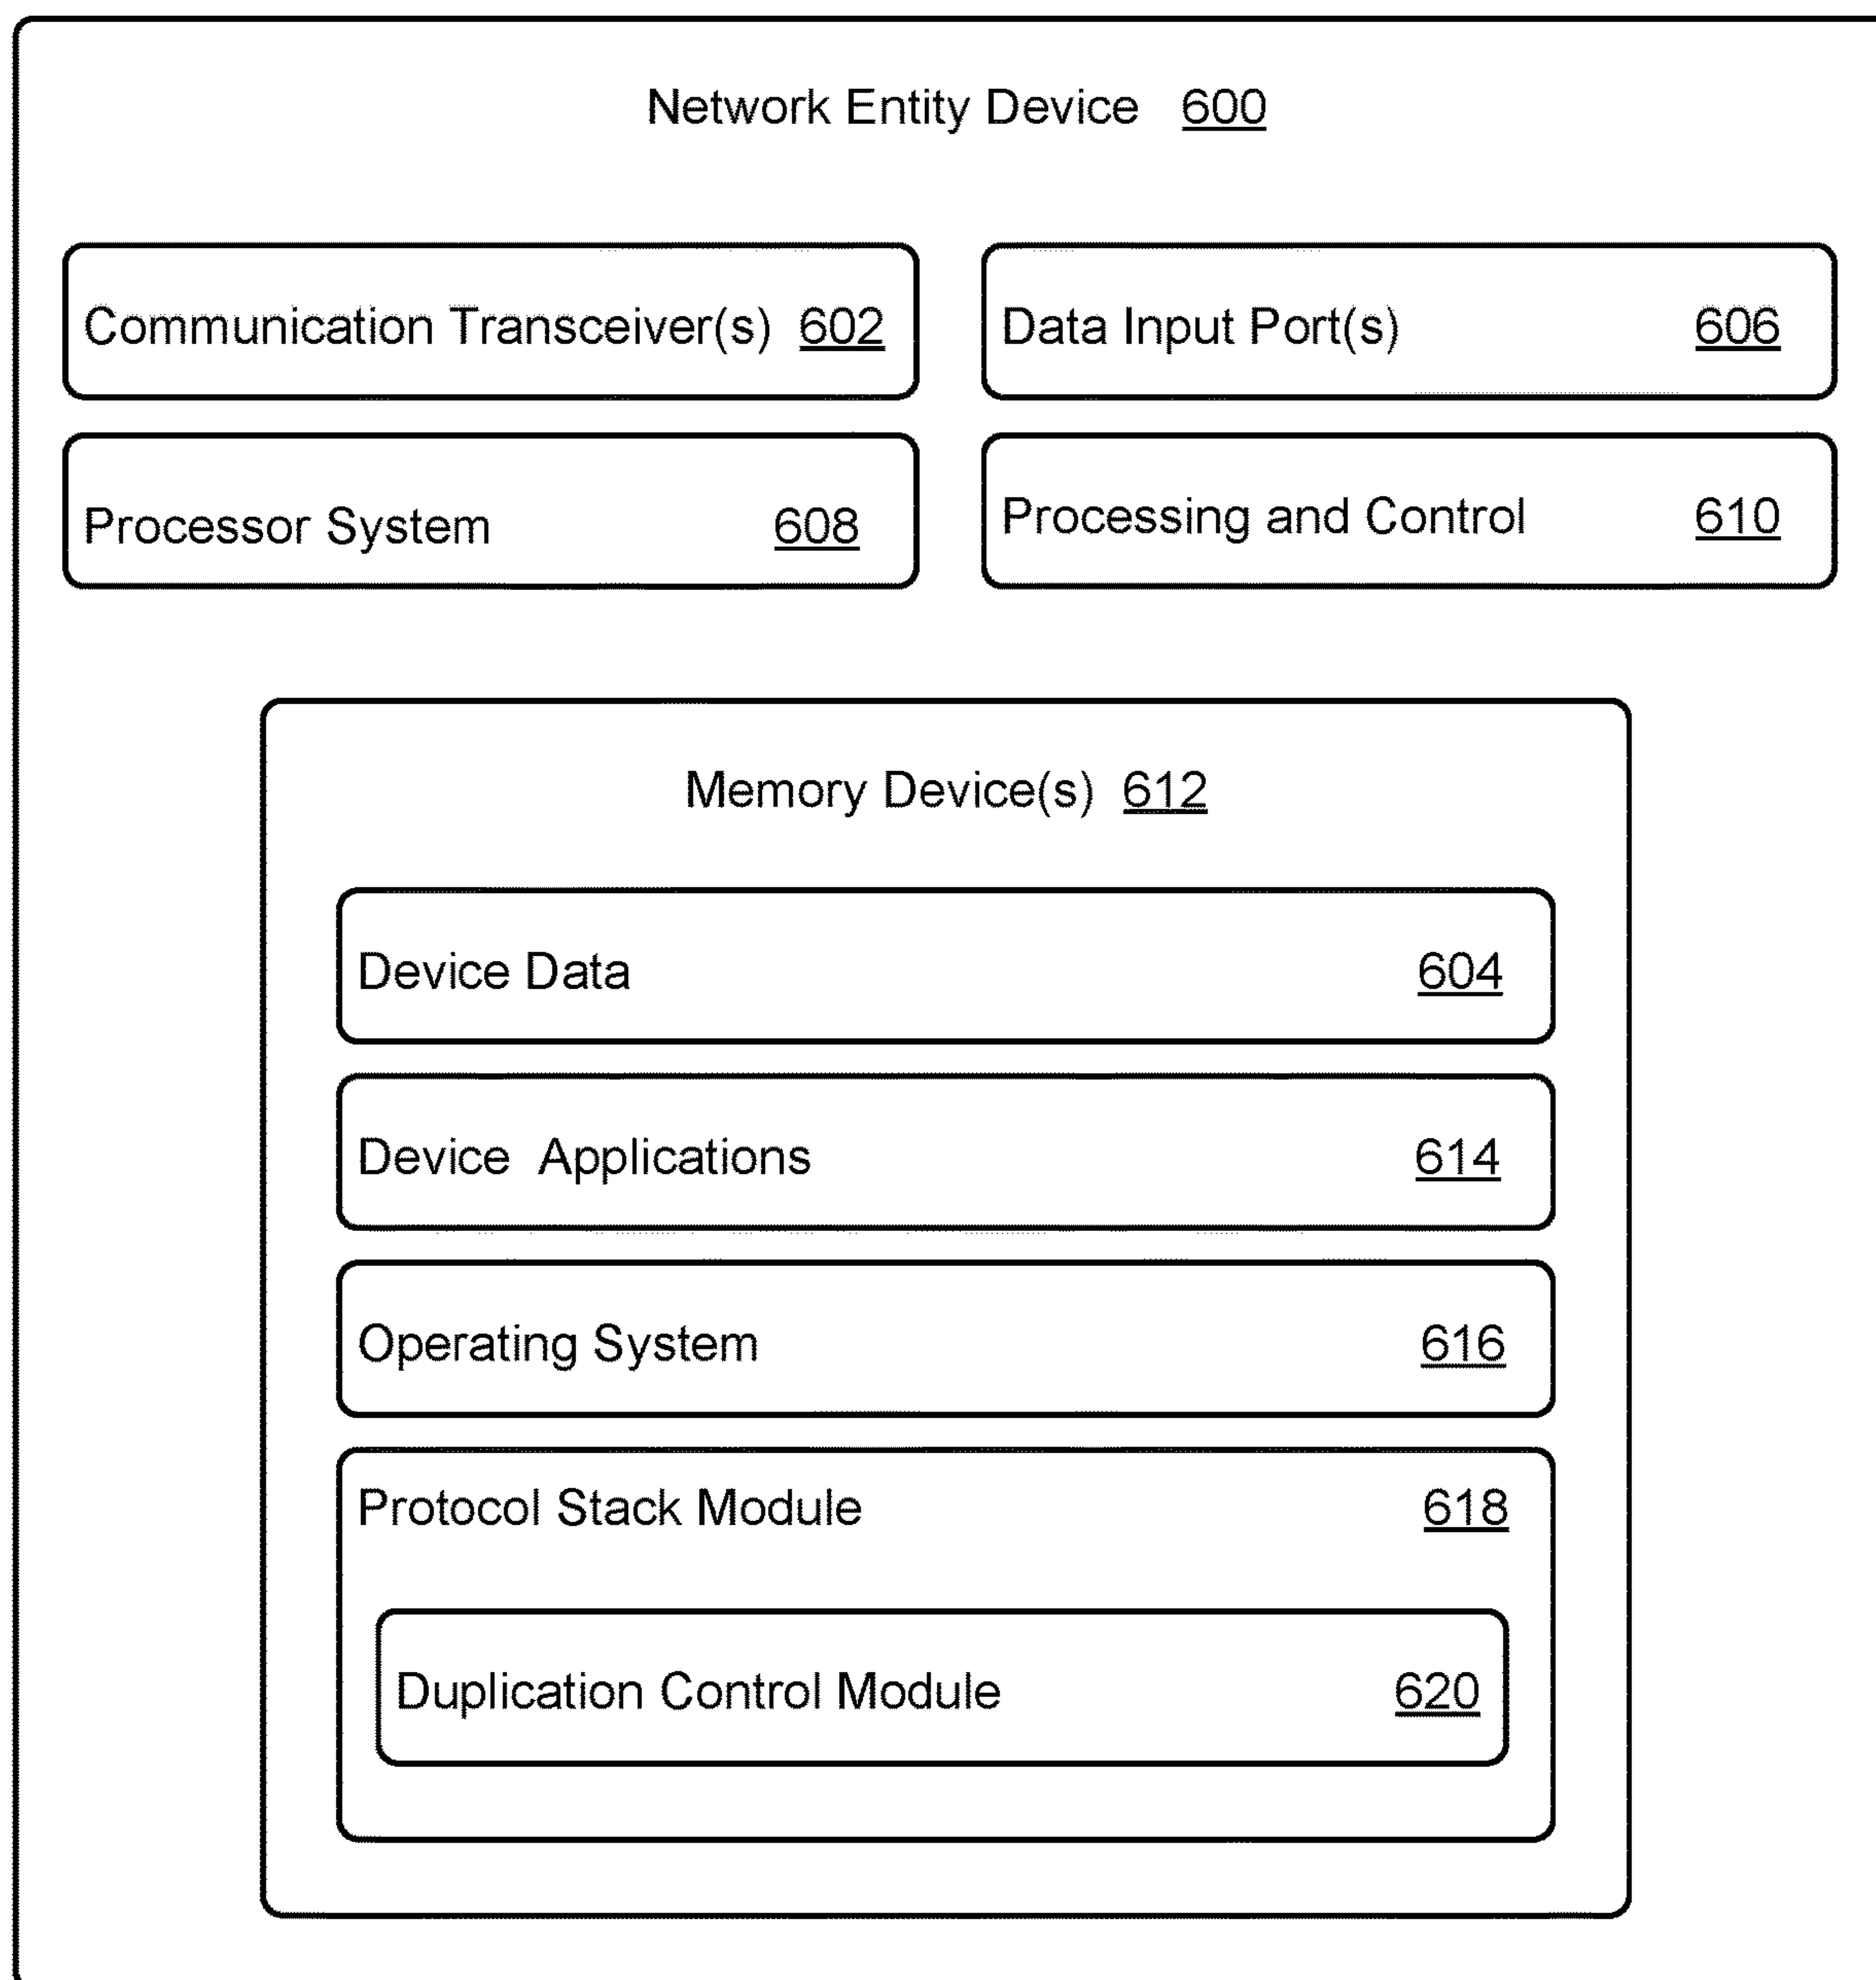 Network Entity Device 600
Communication Transceiver(s) 602
Data Input Port(s) 606
Processor System 608
Processing and Control 610
Memory Device(s) 612
Device Data 604
Device Applications 614
Operating System 616
Protocol Stack Module 618
Duplication Control Module 620